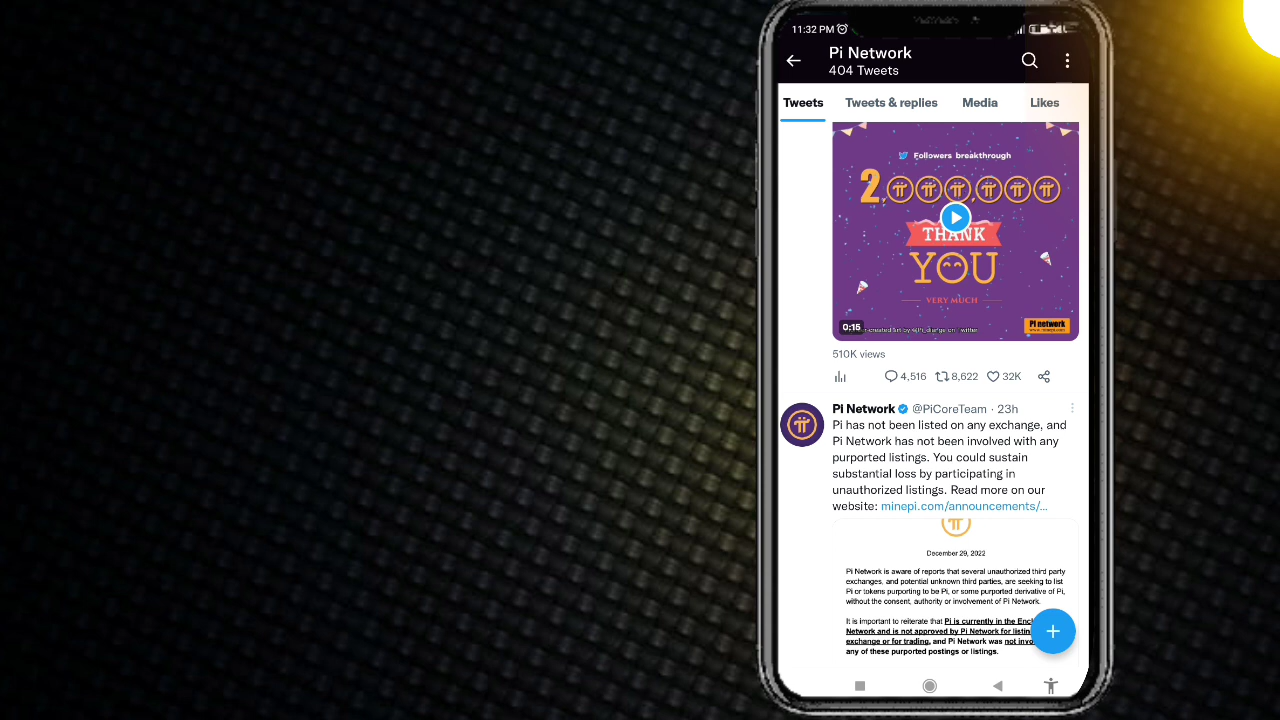 11:32 PM
Pi Network
404 Tweets
Tweets Tweets & replies Media Likes
Followers breakthrough
2,
THANK
YOU
VERY MUCH
0:15
created art by
on
Pi network
510K views
4,516 8,622 32K
Pi Network @PiCoreTeam · 23h
Pi has not been listed on any exchange, and
Pi Network has not been involved with any
purported listings. You could sustain
substantial loss by participating in
unauthorized listings. Read more on our
website: minepi.com/announcements/...
December 29, 2022
Pi Network is aware of reports that several unauthorized third party
exchanges, and potential unknown third parties, are seeking to list
Pi or tokens purporting to be Pi, or some purported derivative of Pi,
without the consent, authority or involvement of Pi Network.
It is important to reiterate that Pi is currently in the Encl
Network and is not approved by Pi Network for listin
exchange or for trading, and Pi Network was not invo
any of these purported postings or listings.